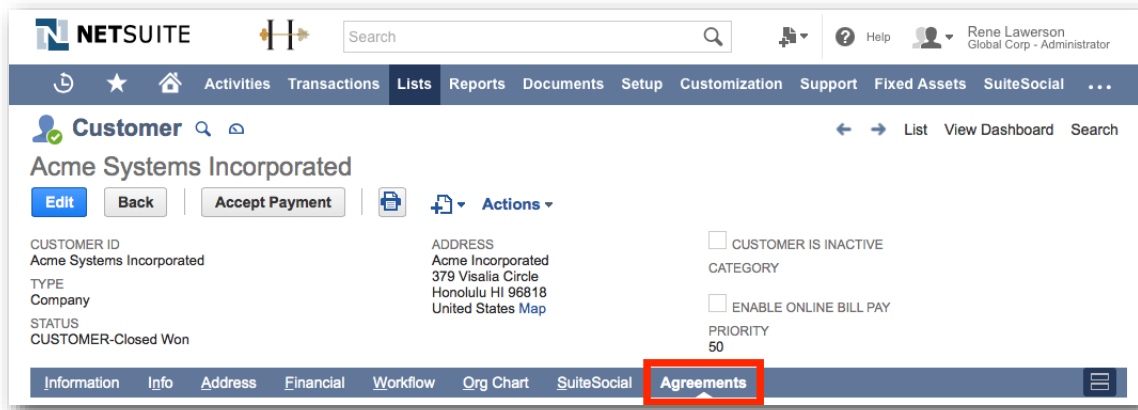 NETSUITE
Search
Help
Rene Lawerson
Global Corp - Administrator
Activities Transactions Lists Reports Documents Setup Customization Support Fixed Assets SuiteSocial ...
Customer
List View Dashboard Search
Acme Systems Incorporated
Edit Back Accept Payment Actions
CUSTOMER ID
Acme Systems Incorporated
TYPE
Company
STATUS
CUSTOMER-Closed Won
ADDRESS
Acme Incorporated
379 Visalia Circle
Honolulu HI 96818
United States Map
CUSTOMER IS INACTIVE
CATEGORY
ENABLE ONLINE BILL PAY
PRIORITY
50
Information Info Address Financial Workflow Org Chart SuiteSocial Agreements